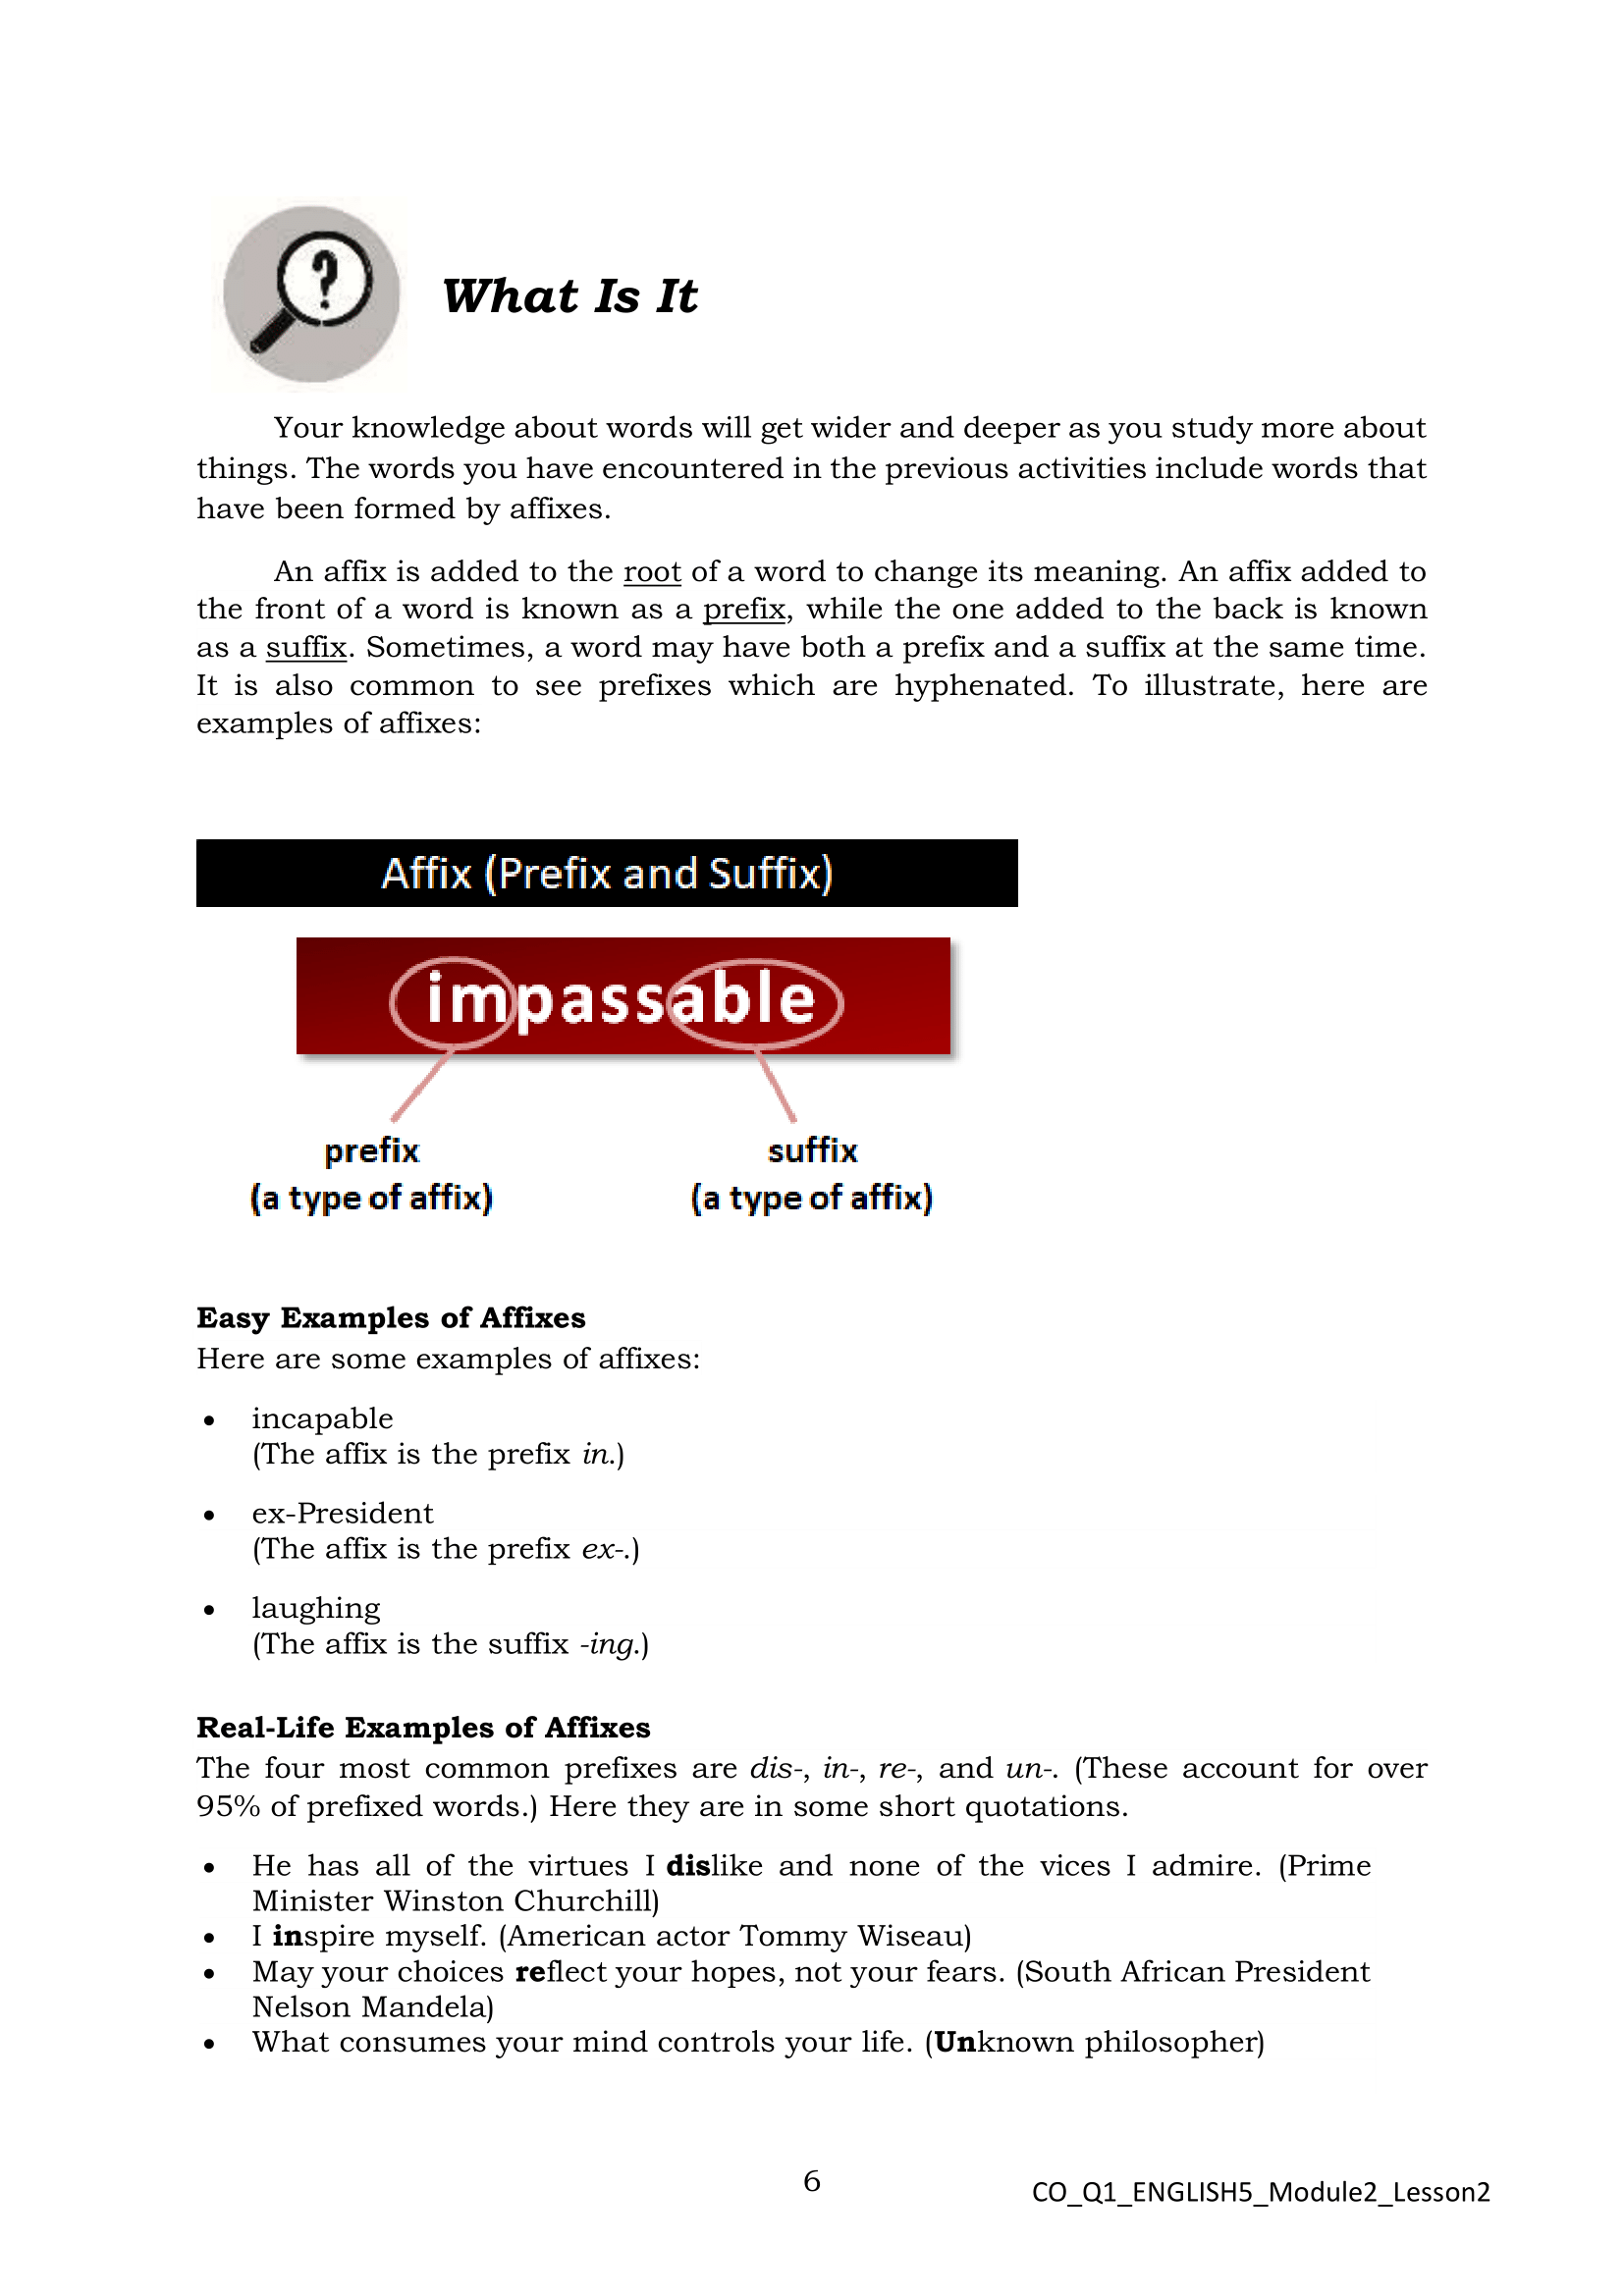 ?
What Is It
Your knowledge about words will get wider and deeper as you study more about
things. The words you have encountered in the previous activities include words that
have been formed by affixes.
An affix is added to the root of a word to change its meaning. An affix added to
the front of a word is known as a prefix, while the one added to the back is known
as a suffix. Sometimes, a word may have both a prefix and a suffix at the same time.
It is also common to see prefixes which are hyphenated. To illustrate, here are
examples of affixes:
Affix (Prefix and Suffix)
impassable
prefix
(a type of affix)
suffix
(a type of affix)
Easy Examples of Affixes
Here are some examples of affixes:
• incapable
(The affix is the prefix in.)
• ex-President
(The affix is the prefix ex-.)
• laughing
(The affix is the suffix -ing.)
Real-Life Examples of Affixes
The four most common prefixes are dis-, in-, re-, and un-. (These account for over
95% of prefixed words.) Here they are in some short quotations.
• He has all of the virtues I dislike and none of the vices I admire. (Prime
Minister Winston Churchill)
• I inspire myself. (American actor Tommy Wiseau)
• May your choices reflect your hopes, not your fears. (South African President
Nelson Mandela)
• What consumes your mind controls your life. (Unknown philosopher)
6
CO_Q1_ENGLISH5_Module2_Lesson2